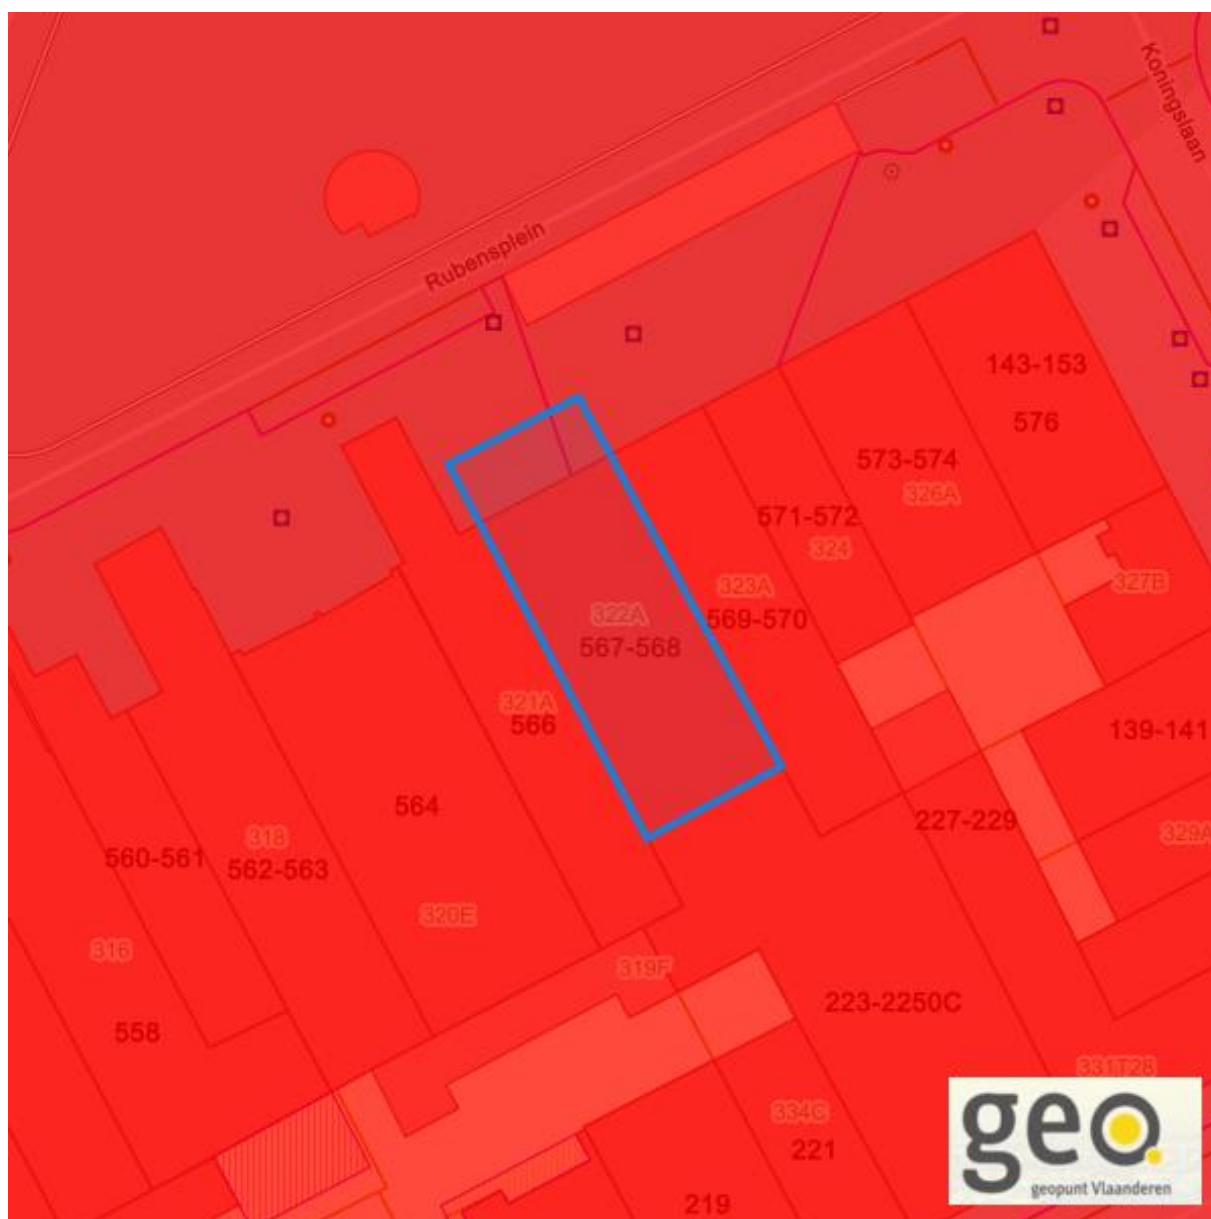 Koningslaan
Rubensplein
143-153
576
573-574
326A
571-572
324
327B
323A
569-570
322A
567-568
321A
566
139-141
564
227-229
329A
560-561
318
562-563
320E
316
319F
558
223-2250C
331T28
334C
221
219
geo
geopunt Vlaanderen